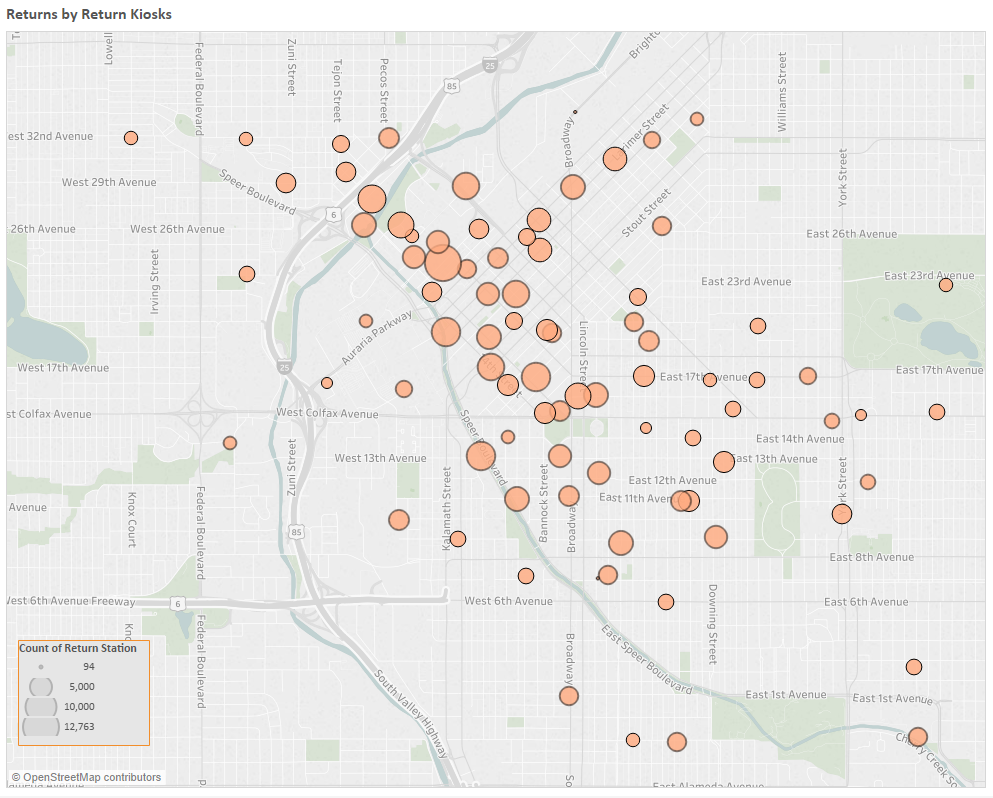 Returns by Return Kiosks
Lowell
Federal Boulevard
Zuni Street
Tejon Street
Pecos Street
25
85
Brighto
Williams Street
est 32nd Avenue
Broadway
Larimer Street
York Street
West 29th Avenue
Speer Boulevard
6
Stout Street
26th Avenue
West 26th Avenue
East 26th Avenue
Irving Street
East 23rd Avenue
East 23rd Avenue
Auraria Parkway
Lincoln Stre
25
West 17th Avenue
East 17th Avenue
East 17th Avenue
st Colfax Avenue
West Colfax Avenue
Speer Boulevard
East 14th Avenue
West 13th Avenue
East 13th Avenue
Zuni Street
Kalamath Street
Bannock Street
East 12th Avenue
York Street
Knox Court
Federal Boulevard
Broadway
East 11th Aven
Avenue
85
East 8th Avenue
West 6th Avenue Freeway
6
West 6th Avenue
East 6th Avenue
Downing Street
Kno
Federal Boulevard
Broadway
East Speer Boulevard
Count of Return Station
94
5,000
10,000
12,763
South Valley Highway
East 1st Avenue
East 1st Avenue
Cherry Creek So
© OpenStreetMap contributors
So
East Alameda Avenue